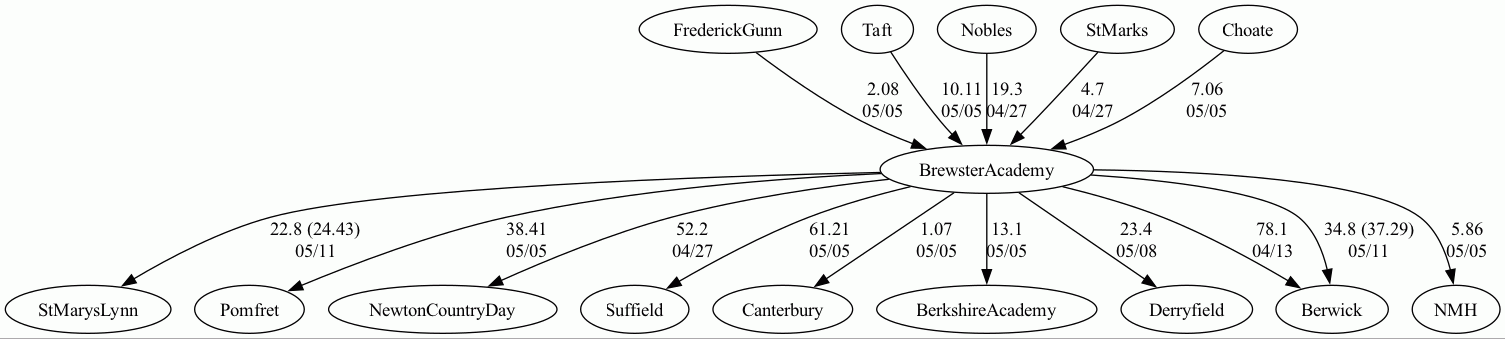 FrederickGunn Taft Nobles StMarks Choate
2.08 10.11 19.3 4.7 7.06
05/05 05/05 04/27 04/27 05/05
BrewsterAcademy
22.8 (24.43) 38.41 52.2 61.21 1.07 13.1 23.4 78.1 34.8 (37.29) 5.86
05/11 05/05 04/27 05/05 05/05 05/05 05/08 04/13 05/11 05/05
StMarysLynn Pomfret NewtonCountryDay Suffield Canterbury BerkshireAcademy Derryfield Berwick NMH